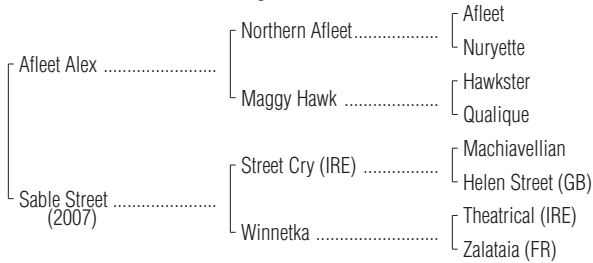 Afleet
Northern Afleet
Nuryette
Afleet Alex
Hawkster
Maggy Hawk
Qualique
Machiavellian
Street Cry (IRE)
Helen Street (GB)
Sable Street
(2007)
Theatrical (IRE)
Winnetka
Zalataia (FR)